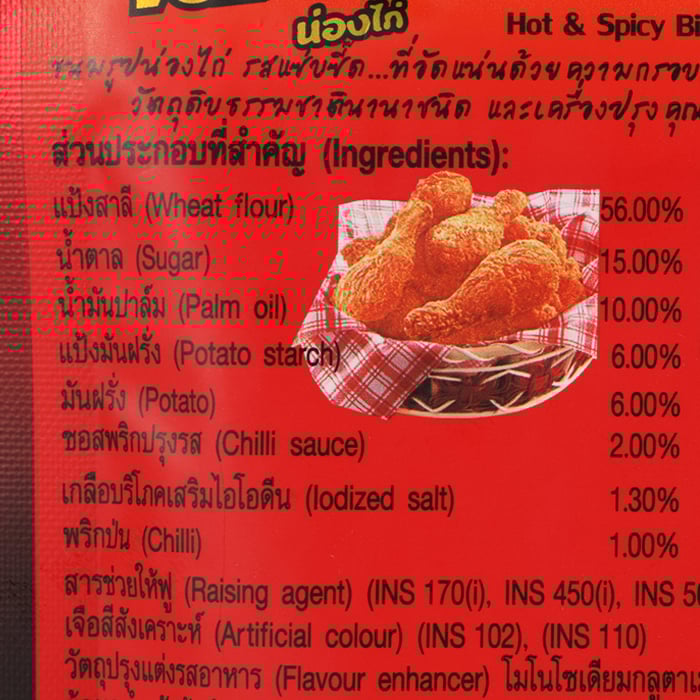 น่องไก่
Hot & Spicy Bi
ขนมรูปน่องไก่ รสแซ่บซี๊ด...ที่อัดแน่นด้วยความกรอบ
วัตถุดิบธรรมชาตินานาชนิด และเครื่องปรุงคุณ
ส่วนประกอบที่สำคัญ (Ingredients):
แป้งสาลี (Wheat flour) 56.00%
น้ำตาล (Sugar) 15.00%
น้ำมันปาล์ม (Palm oil) 10.00%
แป้งมันฝรั่ง (Potato starch) 6.00%
มันฝรั่ง (Potato) 6.00%
ซอสพริกปรุงรส (Chilli sauce) 2.00%
เกลือบริโภคเสริมไอโอดีน (Iodized salt) 1.30%
พริกป่น (Chilli) 1.00%
สารช่วยให้ฟู (Raising agent) (INS 170(i), INS 450(i), INS 50
เจือสีสังเคราะห์ (Artificial colour) (INS 102), (INS 110)
วัตถุปรุงแต่งรสอาหาร (Flavour enhancer) โมโนโซเดียมกลูตา